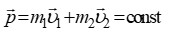 p⃗ = m₁υ⃗₁ + m₂υ⃗₂ = const